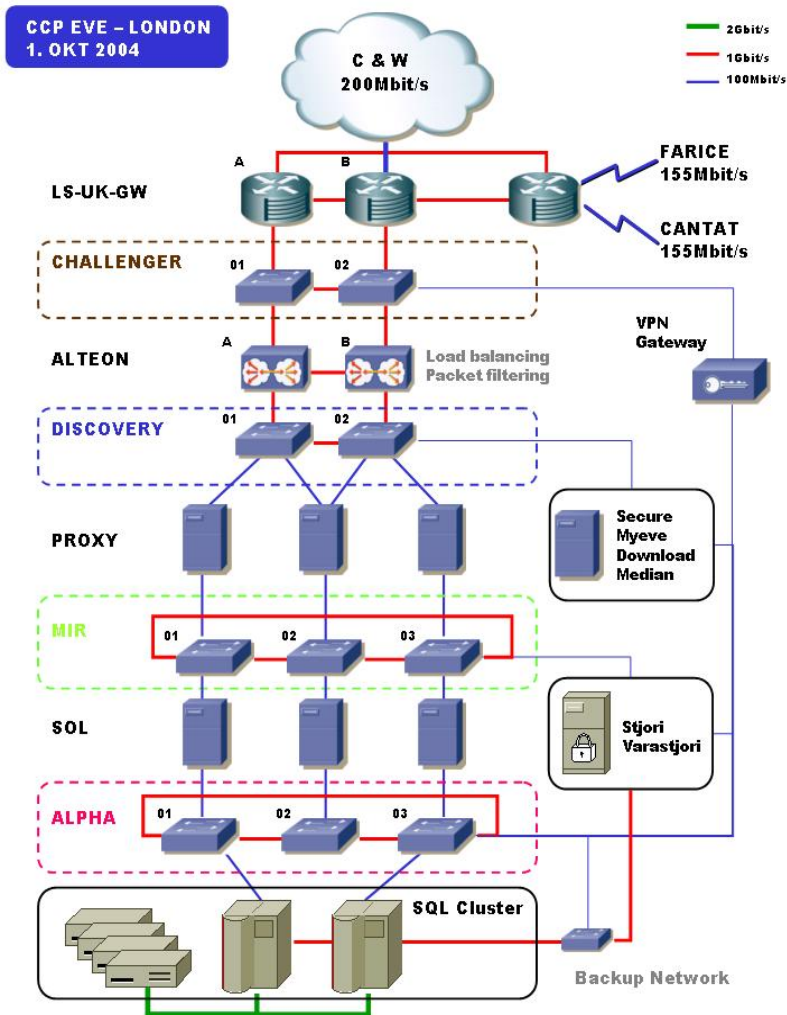 CCP EVE – LONDON
1. OKT 2004
C & W
200Mbit/s
2Gbit/s
1Gbit/s
100Mbit/s
A
B
LS-UK-GW
FARICE
155Mbit/s
CANTAT
155Mbit/s
CHALLENGER
01
02
VPN
Gateway
ALTEON
A
B
Load balancing
Packet filtering
DISCOVERY
01
02
PROXY
Secure
Myeve
Download
Median
MIR
01
02
03
SOL
Stjori
Varastjori
ALPHA
01
02
03
SQL Cluster
Backup Network